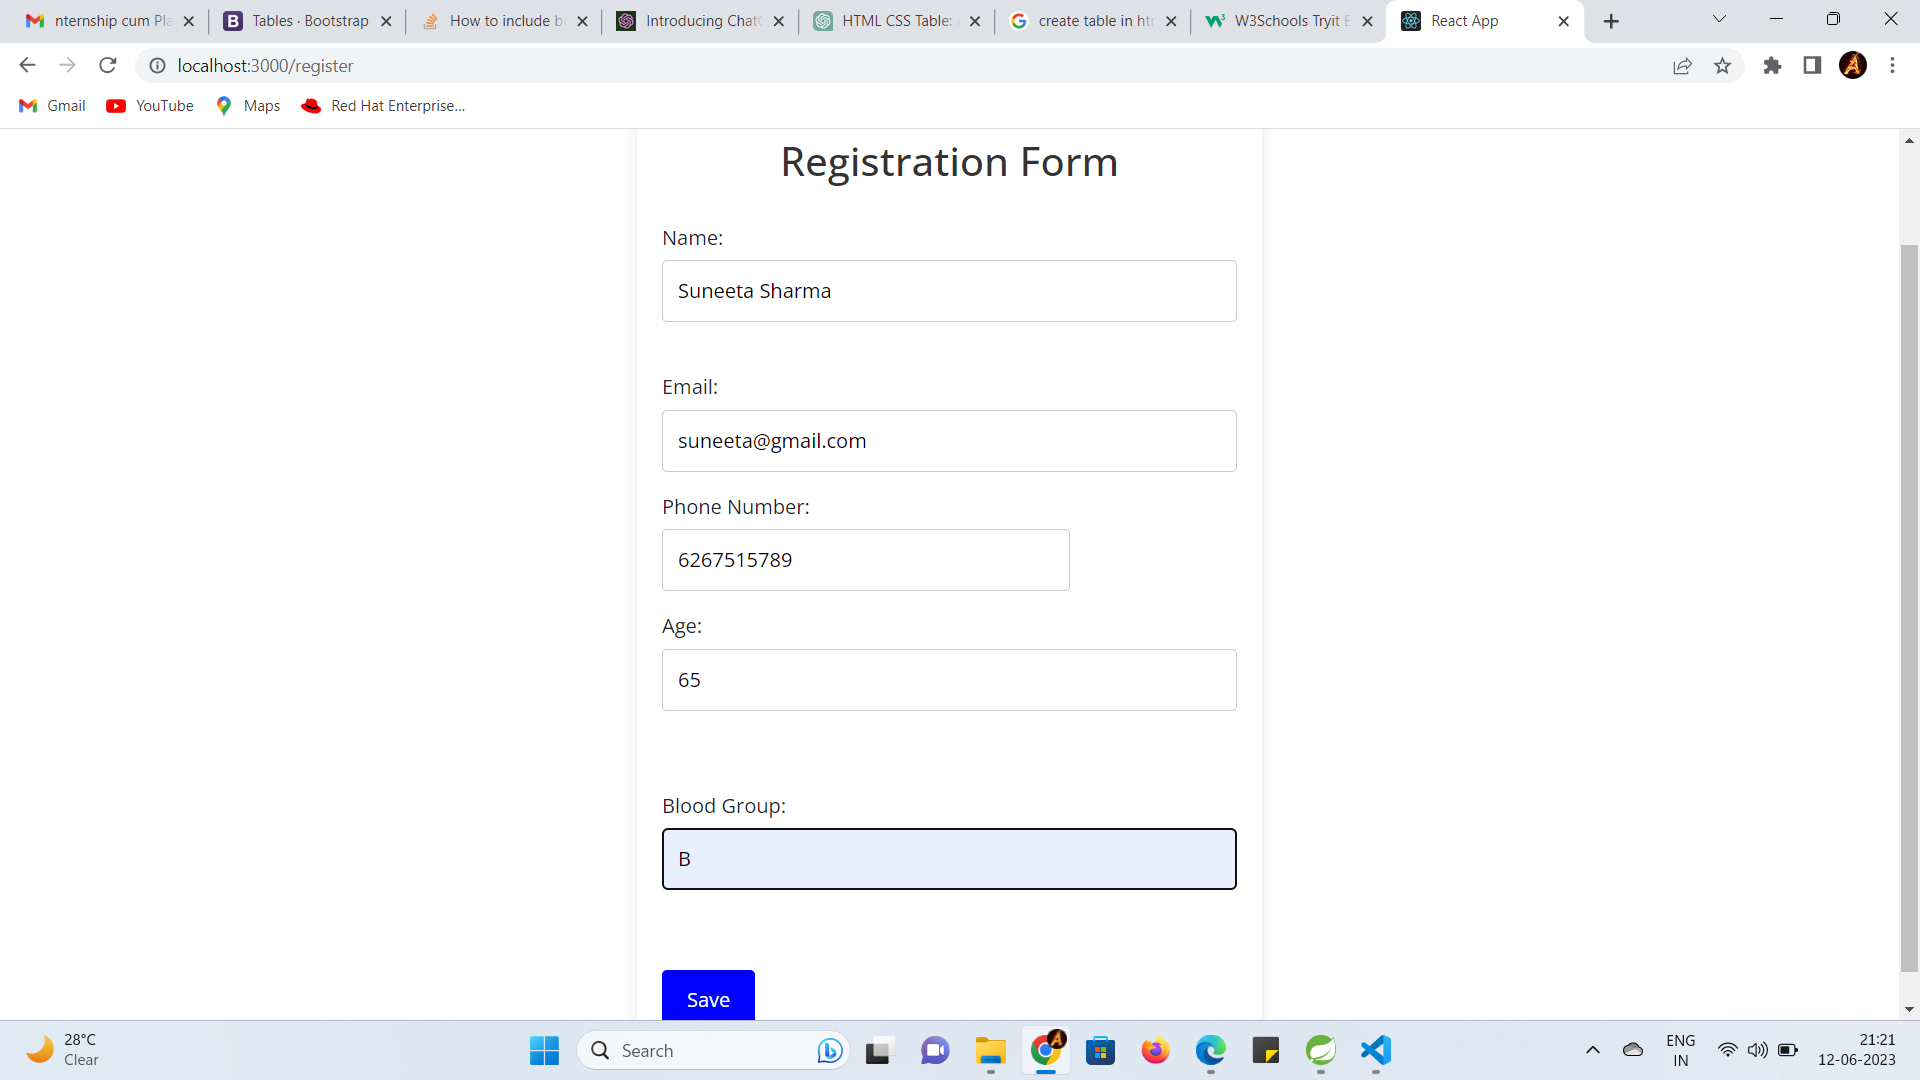 nternship cum Pla
Tables · Bootstrap
How to include b
Introducing Chat
HTML CSS Table:
create table in ht
W3Schools Tryit E
React App
localhost:3000/register
Gmail
YouTube
Maps
Red Hat Enterprise...
Registration Form
Name:
Suneeta Sharma
Email:
suneeta@gmail.com
Phone Number:
6267515789
Age:
65
Blood Group:
B
Save
28°C
Clear
Search
ENG
IN
21:21
12-06-2023